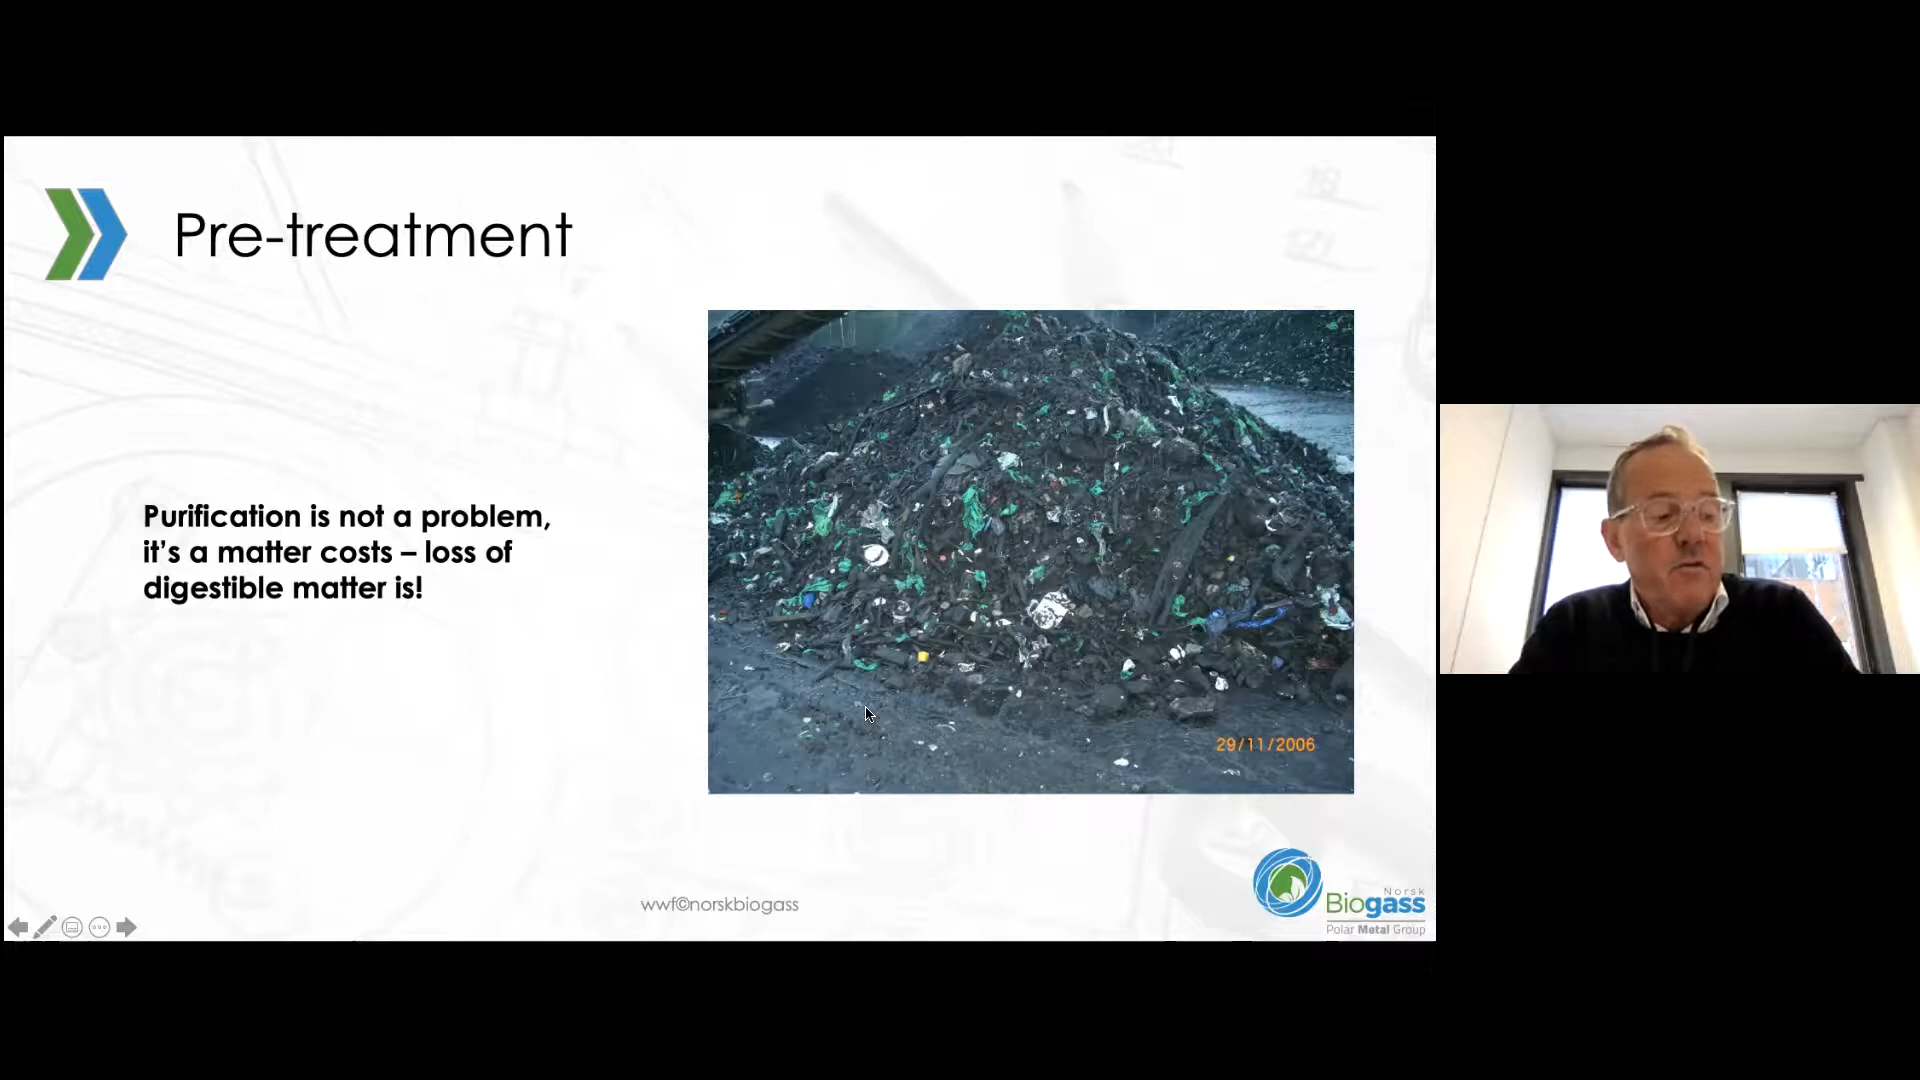 Pre-treatment
Purification is not a problem,
it's a matter costs – loss of
digestible matter is!
29/11/2006
wwf©norskbiogass
Norsk
Biogass
Polar Metal Group